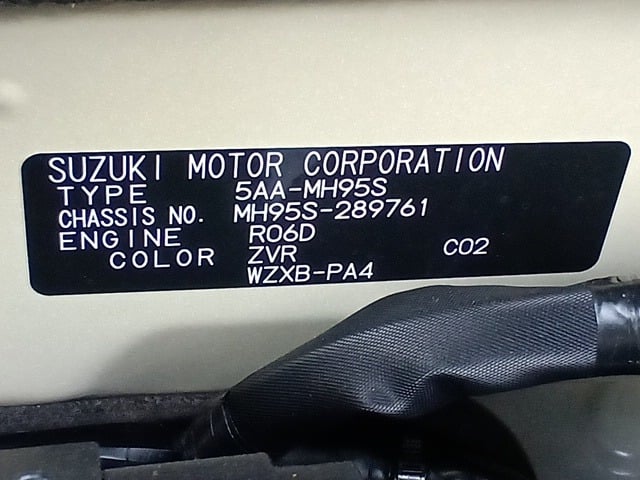 SUZUKI MOTOR CORPORATION
TYPE 5AA-MH95S
CHASSIS NO. MH95S-289761
ENGINE R06D
COLOR ZVR C02
WZXB-PA4